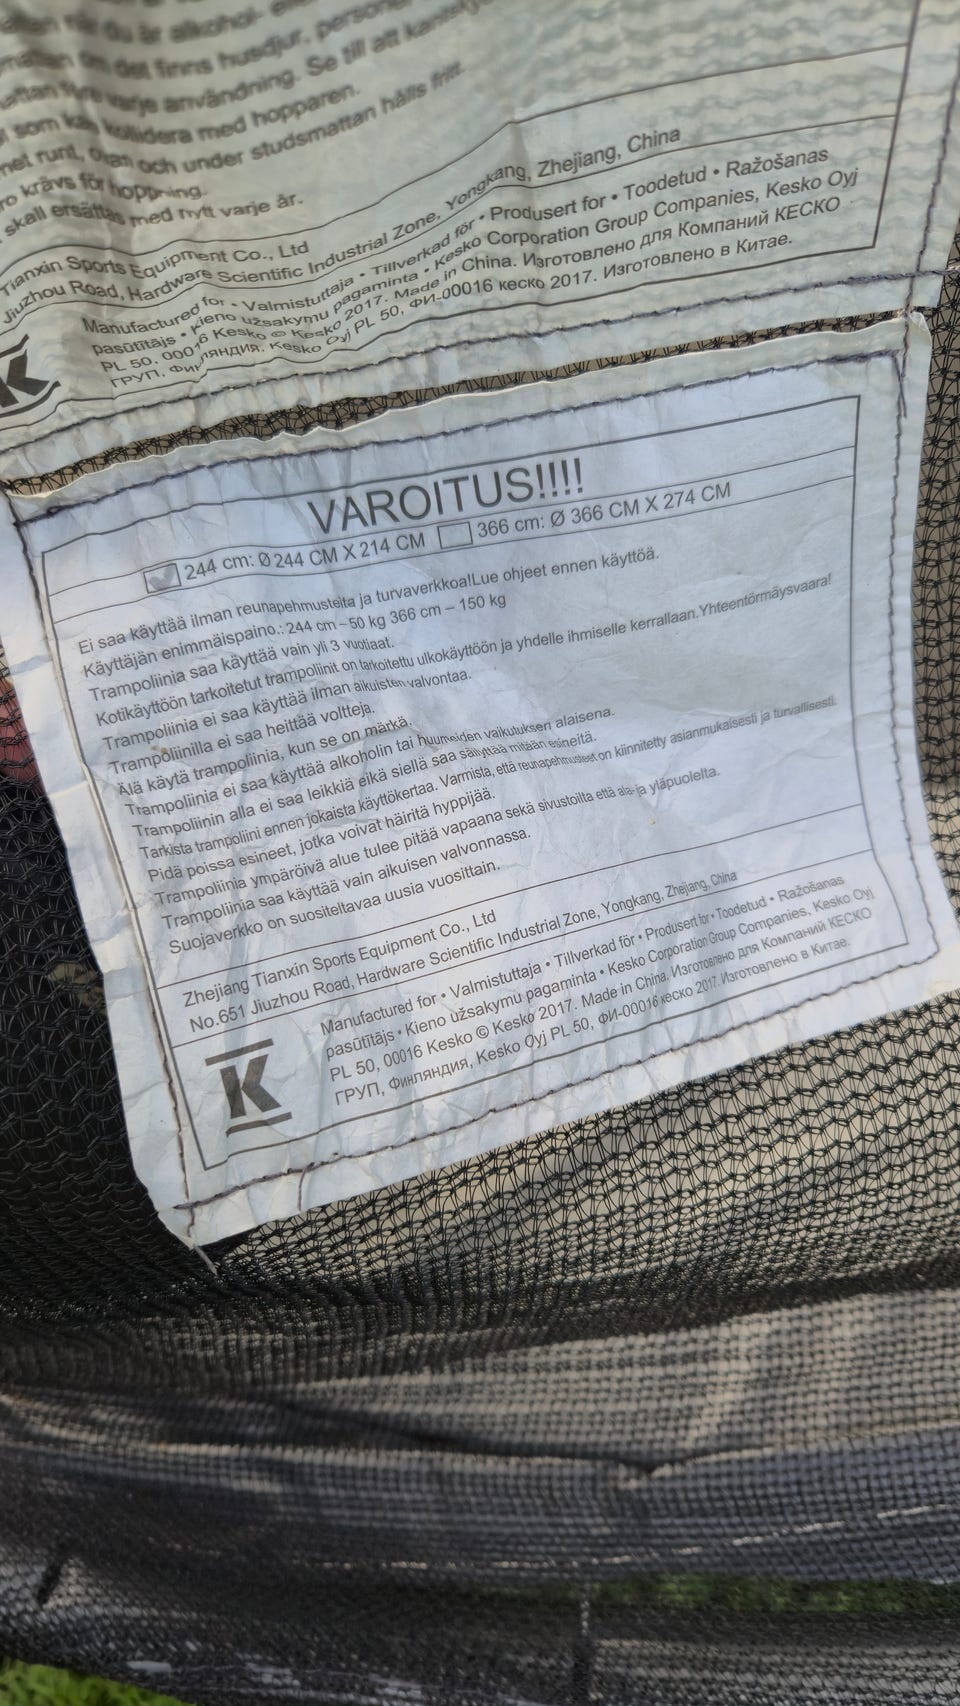 du är alkohol-
om det finns husdjur,
varje användning. Se till att
som kan kollidera med hopparen.
runt, ovan och under studsmattan hålls fritt.
krävs för hoppning.
skall ersättas med nytt varje år.
Tianxin Sports Equipment Co., Ltd
Jiuzhou Road, Hardware Scientific Industrial Zone, Yongkang, Zhejiang, China
Manufactured for • Valmistuttaja • Tillverkad för • Produsert for • Toodetud • Ražošanas
pasūtītājs • Kieno užsakymu pagaminta • Kesko Corporation Group Companies, Kesko Oyj
PL 50, 00016 Kesko © Kesko 2017. Made in China. Изготовлено для Компаний КЕСКО
ГРУП, Финляндия, Kesko Oyj PL 50, ФИ-00016 кеско 2017. Изготовлено в Китае.
K
VAROITUS!!!!
244 cm: Ø 244 CM X 214 CM 366 cm: Ø 366 CM X 274 CM
Ei saa käyttää ilman reunapehmusteita ja turvaverkkoa!Lue ohjeet ennen käyttöä.
Käyttäjän enimmäispaino.: 244 cm – 50 kg 366 cm – 150 kg
Trampoliinia saa käyttää vain yli 3 vuotiaat.
Kotikäyttöön tarkoitetut trampoliinit on tarkoitettu ulkokäyttöön ja yhdelle ihmiselle kerrallaan.Yhteentörmäysvaara!
Trampoliinia ei saa käyttää ilman aikuisten valvontaa.
Trampoliinilla ei saa heittää voltteja.
Älä käytä trampoliinia, kun se on märkä.
Trampoliinia ei saa käyttää alkoholin tai huumeiden vaikutuksen alaisena.
Trampoliinin alla ei saa leikkiä eikä siellä saa säilyttää mitään esineitä.
Tarkista trampoliini ennen jokaista käyttökertaa. Varmista, että reunapehmusteet on kiinnitetty asianmukaisesti ja turvallisesti.
Pidä poissa esineet, jotka voivat häiritä hyppijää.
Trampoliinia ympäröivä alue tulee pitää vapaana sekä sivustoilta että ala- ja yläpuolelta.
Trampoliinia saa käyttää vain aikuisen valvonnassa.
Suojaverkko on suositeltavaa uusia vuosittain.
Zhejiang Tianxin Sports Equipment Co., Ltd
No.651 Jiuzhou Road, Hardware Scientific Industrial Zone, Yongkang, Zhejiang, China
Manufactured for • Valmistuttaja • Tillverkad för • Produsert for • Toodetud • Ražošanas
pasūtītājs • Kieno užsakymu pagaminta • Kesko Corporation Group Companies, Kesko Oyj
PL 50, 00016 Kesko © Kesko 2017. Made in China. Изготовлено для Компаний КЕСКО
ГРУП, Финляндия, Kesko Oyj PL 50, ФИ-00016 кеско 2017. Изготовлено в Китае.
K